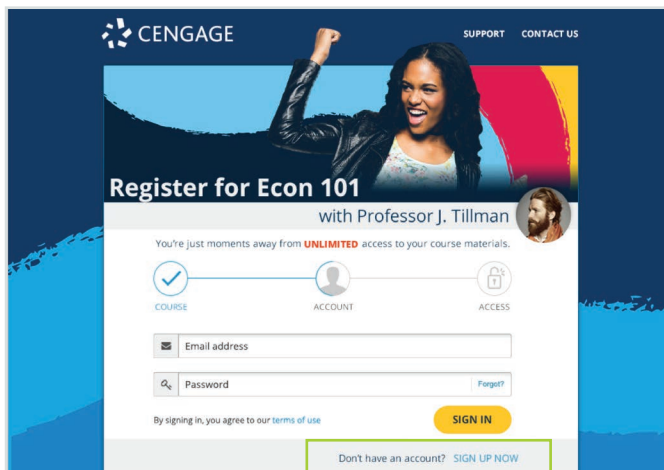 CENGAGE
SUPPORT CONTACT US
Register for Econ 101
with Professor J. Tillman
You're just moments away from UNLIMITED access to your course materials.
COURSE ACCOUNT ACCESS
Email address
Password Forgot?
By signing in, you agree to our terms of use SIGN IN
Don't have an account? SIGN UP NOW